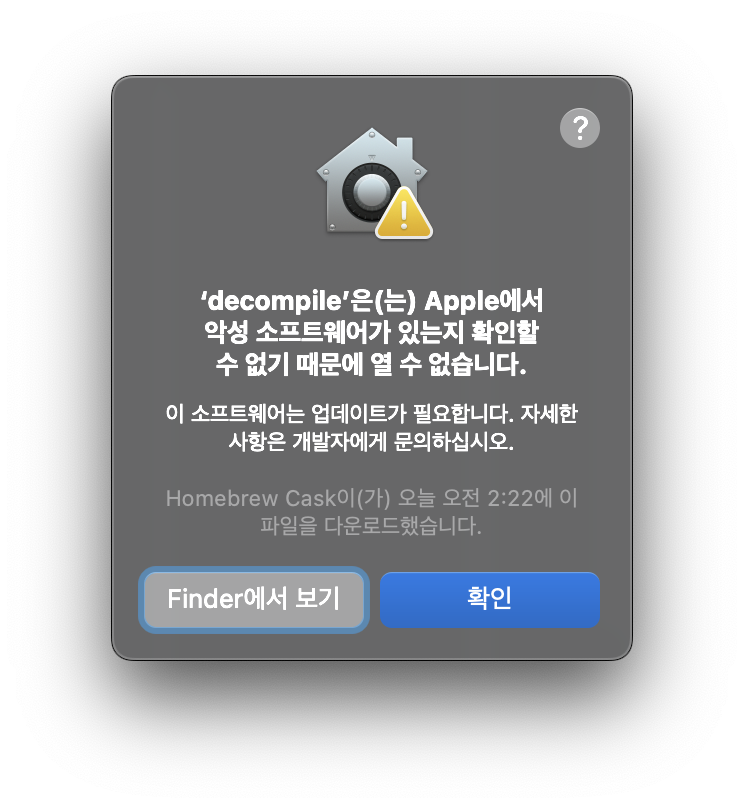 ?
‘decompile’은(는) Apple에서
악성 소프트웨어가 있는지 확인할
수 없기 때문에 열 수 없습니다.
이 소프트웨어는 업데이트가 필요합니다. 자세한
사항은 개발자에게 문의하십시오.
Homebrew Cask이(가) 오늘 오전 2:22에 이
파일을 다운로드했습니다.
Finder에서 보기
확인